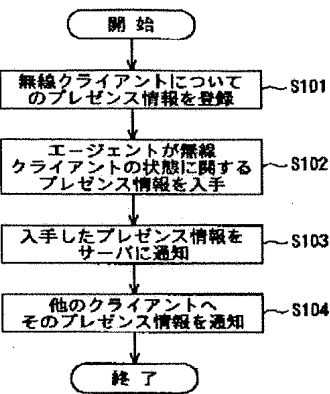 開 始
無線クライアントについて
のプレゼンス情報を登録
S101
エージェントが無線
クライアントの状態に関する
プレゼンス情報を入手
S102
入手したプレゼンス情報を
サーバに通知
S103
他のクライアントへ
そのプレゼンス情報を通知
S104
終 了